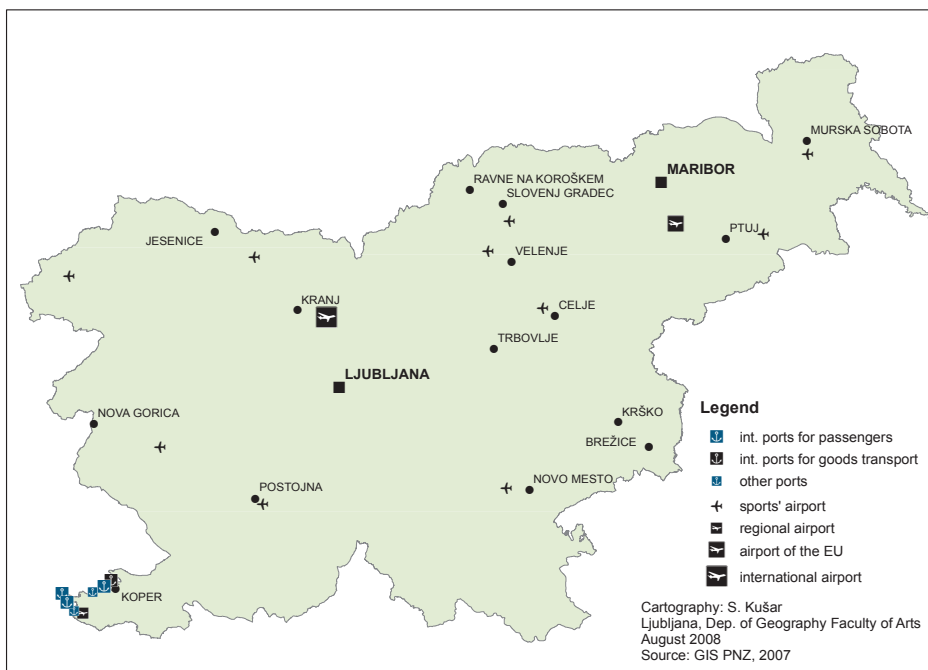 MURSKA SOBOTA
MARIBOR
RAVNE NA KOROŠKEM
SLOVENJ GRADEC
PTUJ
JESENICE
VELENJE
KRANJ
CELJE
TRBOVLJE
LJUBLJANA
NOVA GORICA
KRŠKO
BREŽICE
POSTOJNA
NOVO MESTO
KOPER
Legend
int. ports for passengers
int. ports for goods transport
other ports
sports' airport
regional airport
airport of the EU
international airport
Cartography: S. Kušar
Ljubljana, Dep. of Geography Faculty of Arts
August 2008
Source: GIS PNZ, 2007